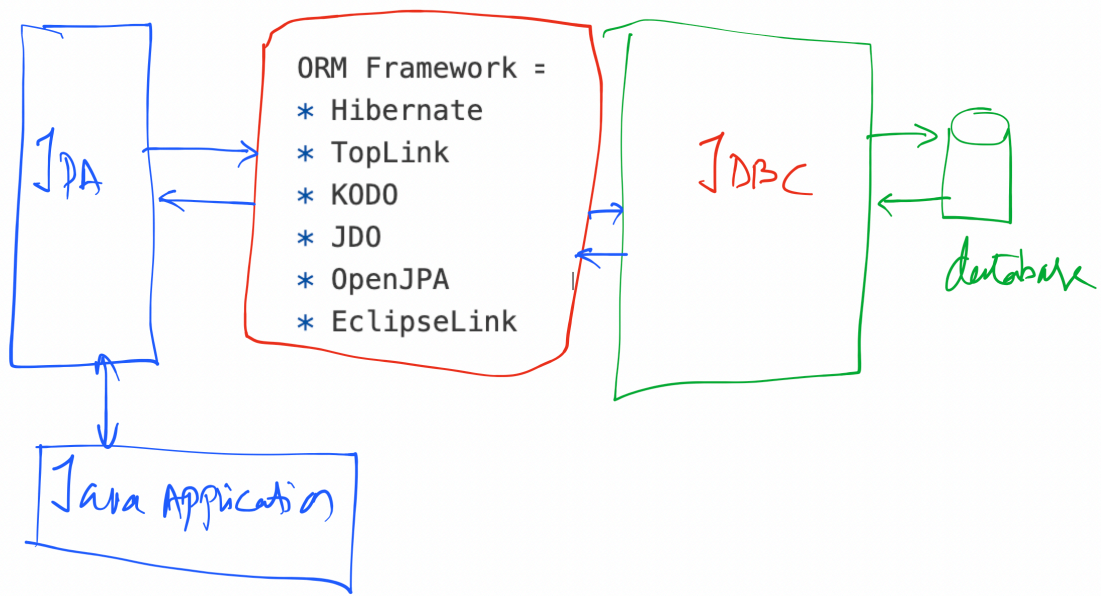 JPA
ORM Framework =
* Hibernate
* TopLink
* KODO
* JDO
* OpenJPA
* EclipseLink
JDBC
database
Java Application